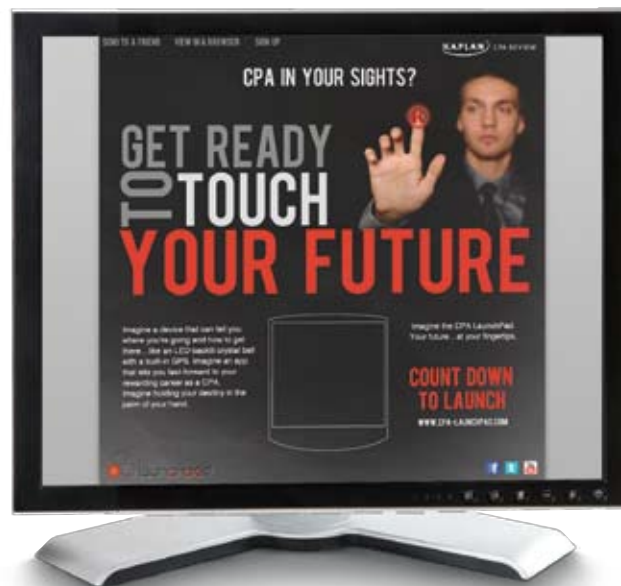 SEND TO A FRIEND VIEW IN A BROWSER SIGN UP
KAPLAN CPA REVIEW
CPA IN YOUR SIGHTS?
GET READY
TO TOUCH
YOUR FUTURE
Imagine a device that can tell you
where you're going and how to get
there... like an LED-backlit crystal ball
with a built-in GPS. Imagine an app
that lets you fast-forward to your
rewarding career as a CPA.
Imagine holding your destiny in the
palm of your hand.
Imagine the CPA LaunchPad.
Your future... at your fingertips.
COUNT DOWN
TO LAUNCH
WWW.CPA-LAUNCHPAD.COM